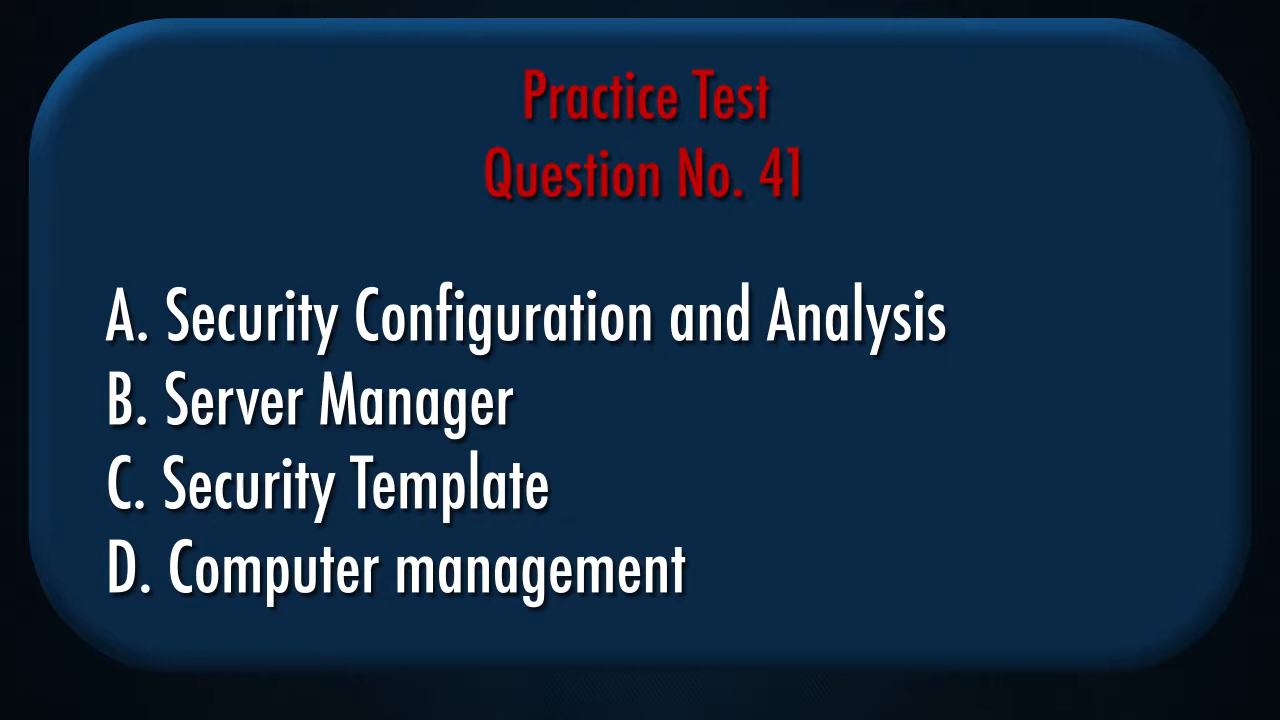 Practice Test
Question No. 41
A. Security Configuration and Analysis
B. Server Manager
C. Security Template
D. Computer management